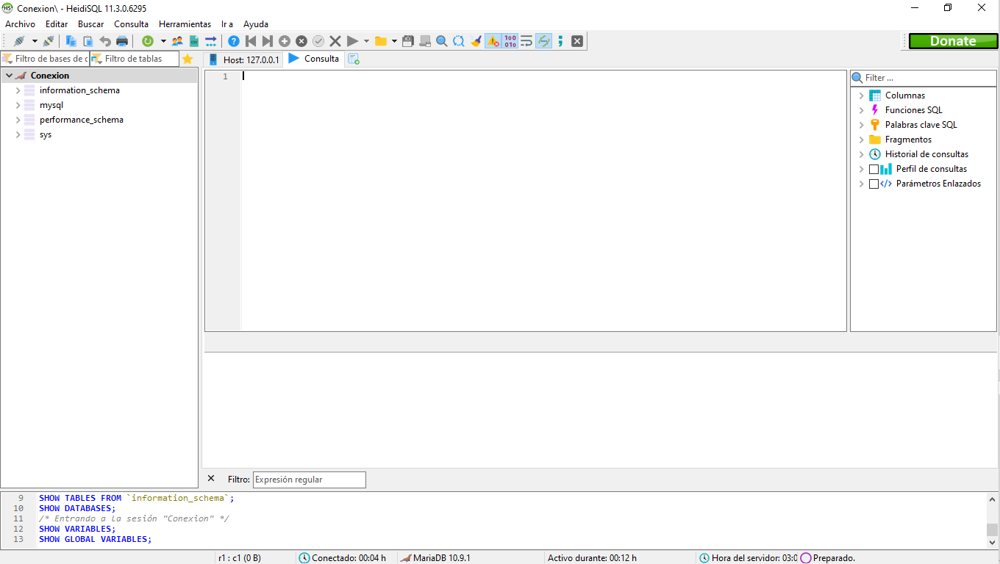 HS Conexion\ - HeidiSQL 11.3.0.6295
Archivo Editar Buscar Consulta Herramientas Ir a Ayuda
Donate
Filtro de bases de d Filtro de tablas
Host: 127.0.0.1 Consulta
Conexion
information_schema
mysql
performance_schema
sys
1
Filter ...
Columnas
Funciones SQL
Palabras clave SQL
Fragmentos
Historial de consultas
Perfil de consultas
Parámetros Enlazados
Filtro: Expresión regular
9 SHOW TABLES FROM `information_schema`;
10 SHOW DATABASES;
11 /* Entrando a la sesión "Conexion" */
12 SHOW VARIABLES;
13 SHOW GLOBAL VARIABLES;
r1 : c1 (0 B) Conectado: 00:04 h MariaDB 10.9.1 Activo durante: 00:12 h Hora del servidor: 03:0 Preparado.